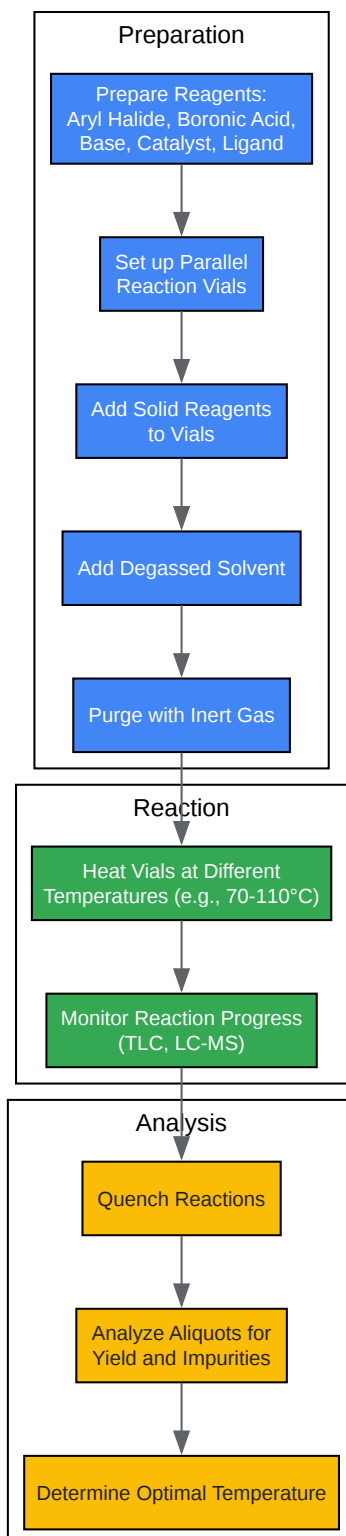 Preparation
Prepare Reagents:
Aryl Halide, Boronic Acid,
Base, Catalyst, Ligand
Set up Parallel
Reaction Vials
Add Solid Reagents
to Vials
Add Degassed Solvent
Purge with Inert Gas
Reaction
Heat Vials at Different
Temperatures (e.g., 70-110°C)
Monitor Reaction Progress
(TLC, LC-MS)
Analysis
Quench Reactions
Analyze Aliquots for
Yield and Impurities
Determine Optimal Temperature